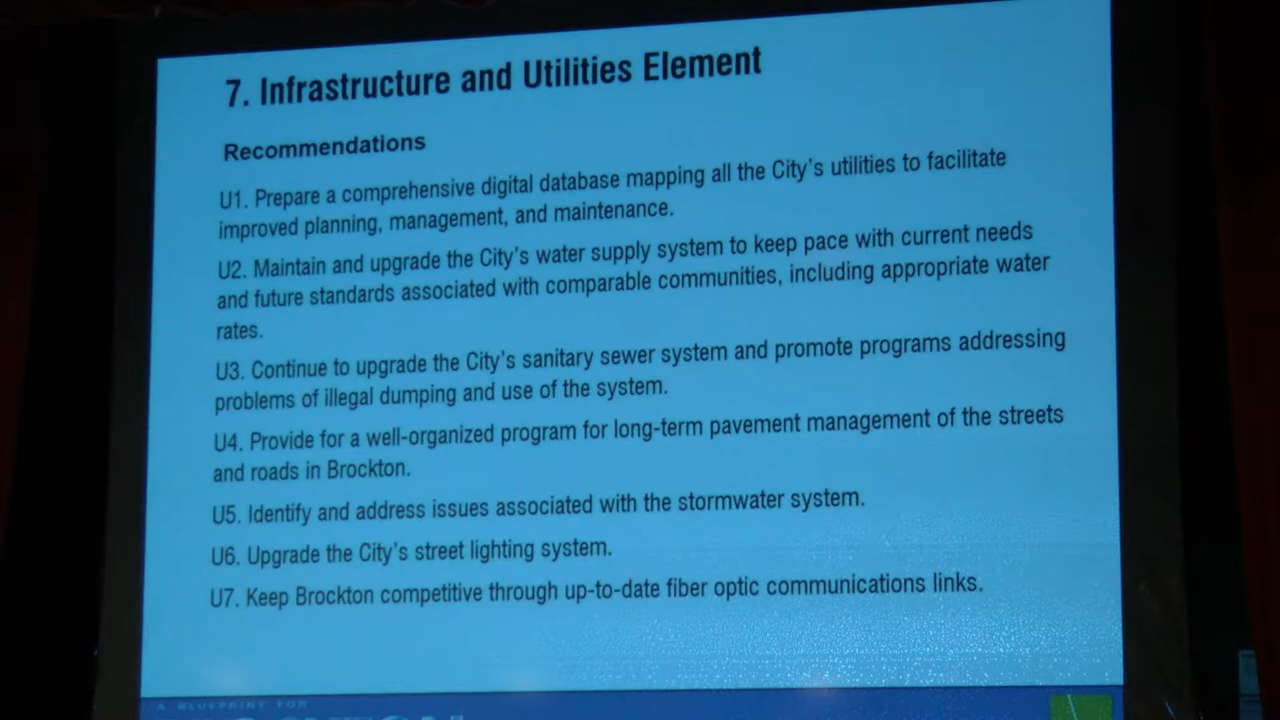 7. Infrastructure and Utilities Element
Recommendations
U1. Prepare a comprehensive digital database mapping all the City's utilities to facilitate
improved planning, management, and maintenance.
U2. Maintain and upgrade the City's water supply system to keep pace with current needs
and future standards associated with comparable communities, including appropriate water
rates.
U3. Continue to upgrade the City's sanitary sewer system and promote programs addressing
problems of illegal dumping and use of the system.
U4. Provide for a well-organized program for long-term pavement management of the streets
and roads in Brockton.
U5. Identify and address issues associated with the stormwater system.
U6. Upgrade the City's street lighting system.
U7. Keep Brockton competitive through up-to-date fiber optic communications links.
A BLUEPRINT FOR